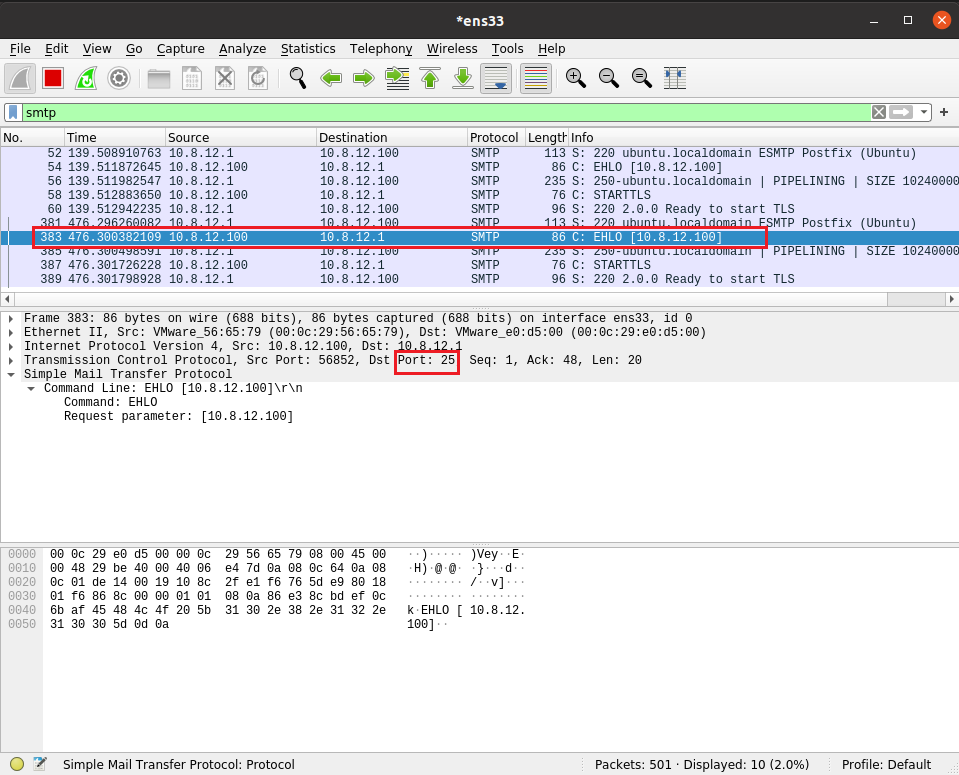 *ens33
File Edit View Go Capture Analyze Statistics Telephony Wireless Tools Help
smtp
No. Time Source Destination Protocol Length Info
52 139.508910763 10.8.12.1 10.8.12.100 SMTP 113 S: 220 ubuntu.localdomain ESMTP Postfix (Ubuntu)
54 139.511872645 10.8.12.100 10.8.12.1 SMTP 86 C: EHLO [10.8.12.100]
56 139.511982547 10.8.12.1 10.8.12.100 SMTP 235 S: 250-ubuntu.localdomain | PIPELINING | SIZE 10240000
58 139.512883650 10.8.12.100 10.8.12.1 SMTP 76 C: STARTTLS
60 139.512942235 10.8.12.1 10.8.12.100 SMTP 96 S: 220 2.0.0 Ready to start TLS
381 476.296260082 10.8.12.1 10.8.12.100 SMTP 113 S: 220 ubuntu.localdomain ESMTP Postfix (Ubuntu)
383 476.300382109 10.8.12.100 10.8.12.1 SMTP 86 C: EHLO [10.8.12.100]
385 476.300498591 10.8.12.1 10.8.12.100 SMTP 235 S: 250-ubuntu.localdomain | PIPELINING | SIZE 10240000
387 476.301726228 10.8.12.100 10.8.12.1 SMTP 76 C: STARTTLS
389 476.301798928 10.8.12.1 10.8.12.100 SMTP 96 S: 220 2.0.0 Ready to start TLS
Frame 383: 86 bytes on wire (688 bits), 86 bytes captured (688 bits) on interface ens33, id 0
Ethernet II, Src: VMware_56:65:79 (00:0c:29:56:65:79), Dst: VMware_e0:d5:00 (00:0c:29:e0:d5:00)
Internet Protocol Version 4, Src: 10.8.12.100, Dst: 10.8.12.1
Transmission Control Protocol, Src Port: 56852, Dst Port: 25, Seq: 1, Ack: 48, Len: 20
Simple Mail Transfer Protocol
Command Line: EHLO [10.8.12.100]\r\n
Command: EHLO
Request parameter: [10.8.12.100]
0000 00 0c 29 e0 d5 00 00 0c 29 56 65 79 08 00 45 00 ··)····· )Vey··E·
0010 00 48 29 be 40 00 40 06 e4 7d 0a 08 0c 64 0a 08 ·H)·@·@· ·}···d··
0020 0c 01 de 14 00 19 10 8c 2f e1 f6 76 5d e9 80 18 ········ /··v]···
0030 01 f6 86 8c 00 00 01 01 08 0a 86 e3 8c bd ef 0c ········ ········
0040 6b af 45 48 4c 4f 20 5b 31 30 2e 38 2e 31 32 2e k·EHLO [ 10.8.12.
0050 31 30 30 5d 0d 0a 100]··
Simple Mail Transfer Protocol: Protocol Packets: 501 · Displayed: 10 (2.0%) Profile: Default